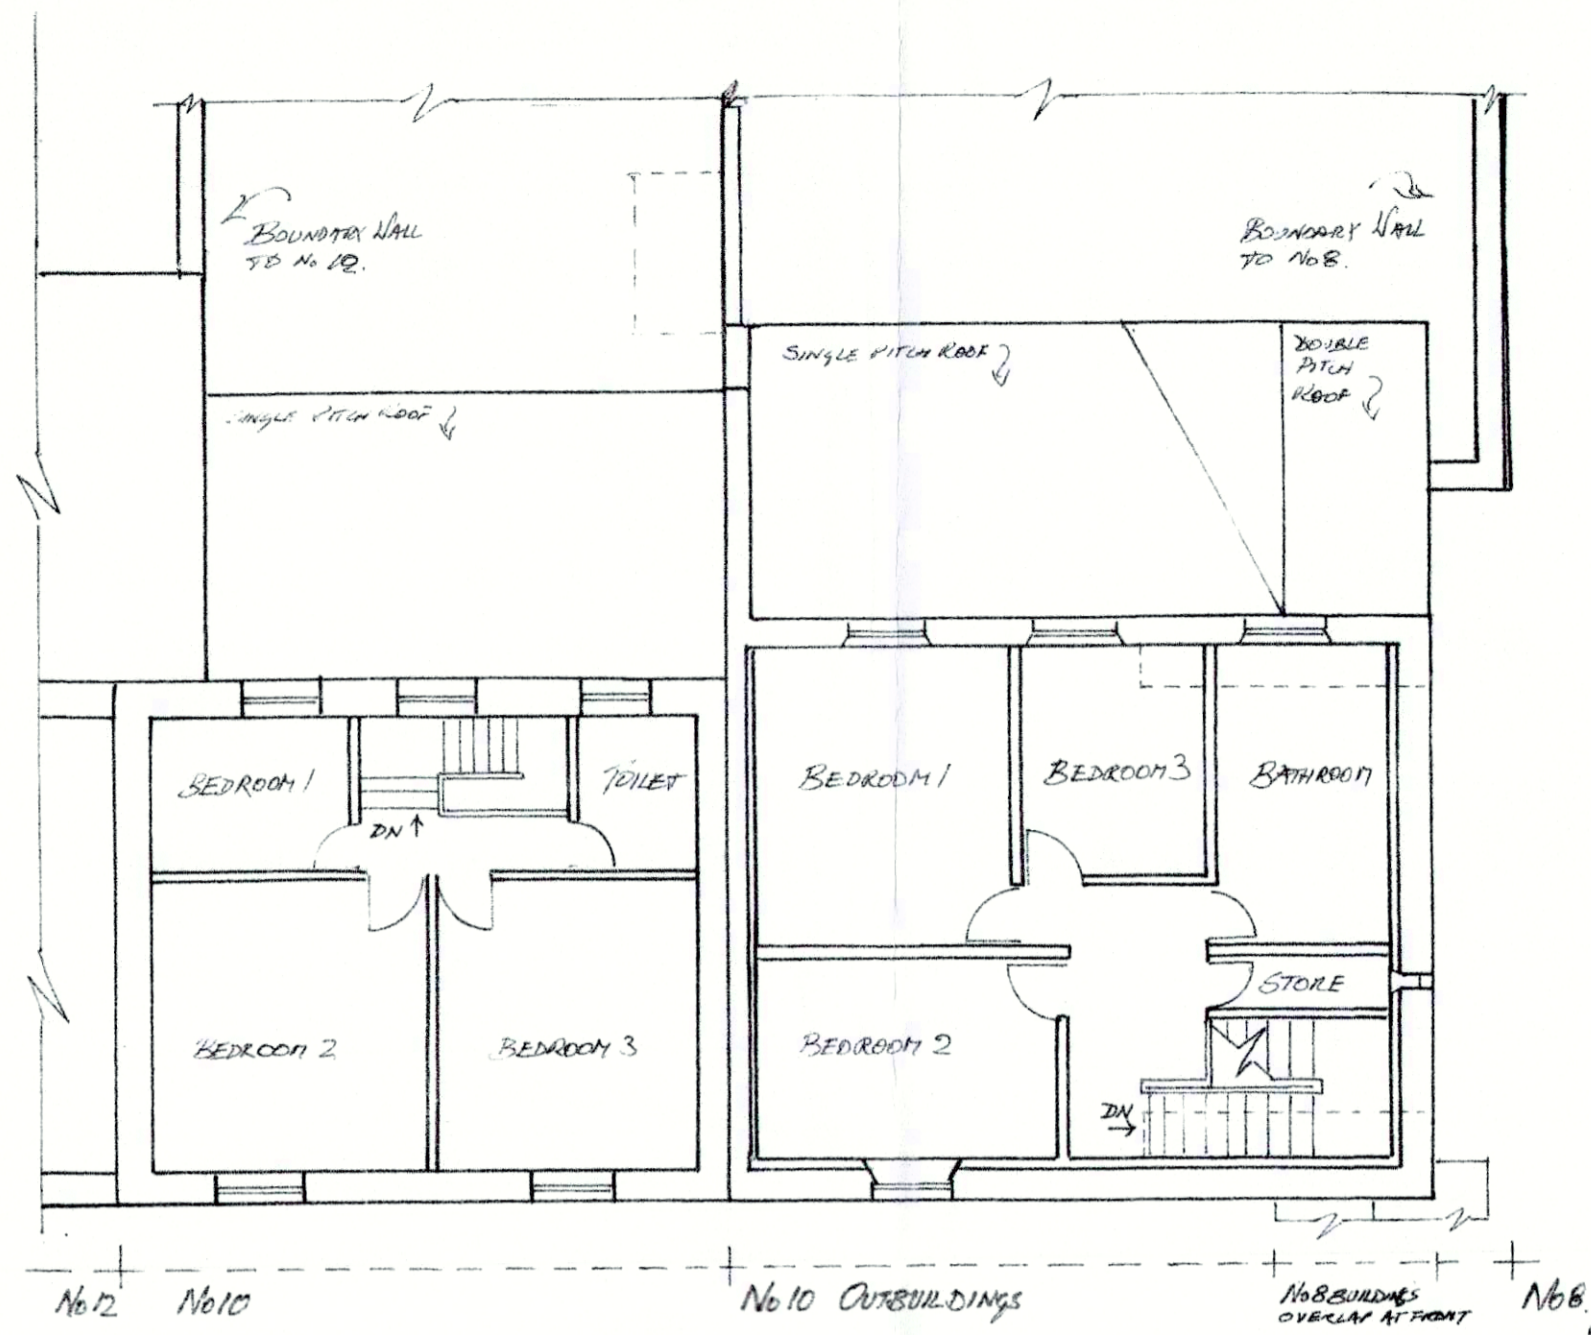 BOUNDARY WALL
TO No 12.
BOUNDARY WALL
TO No 8.
SINGLE PITCH ROOF
DOUBLE
PITCH
ROOF
SINGLE PITCH ROOF
BEDROOM 1
TOILET
DN
BEDROOM 1
BEDROOM 3
BATHROOM
STORE
BEDROOM 2
BEDROOM 3
BEDROOM 2
DN
No 12
No 10
No 10 OUTBUILDINGS
No 8 BUILDINGS
OVERLAP AT FRONT
No 8.